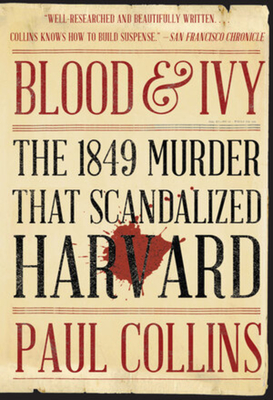 "WELL-RESEARCHED AND BEAUTIFULLY WRITTEN. . . .
COLLINS KNOWS HOW TO BUILD SUSPENSE." —SAN FRANCISCO CHRONICLE
BLOOD & IVY
THE 1849 MURDER
THAT SCANDALIZED
HARVARD
PAUL COLLINS